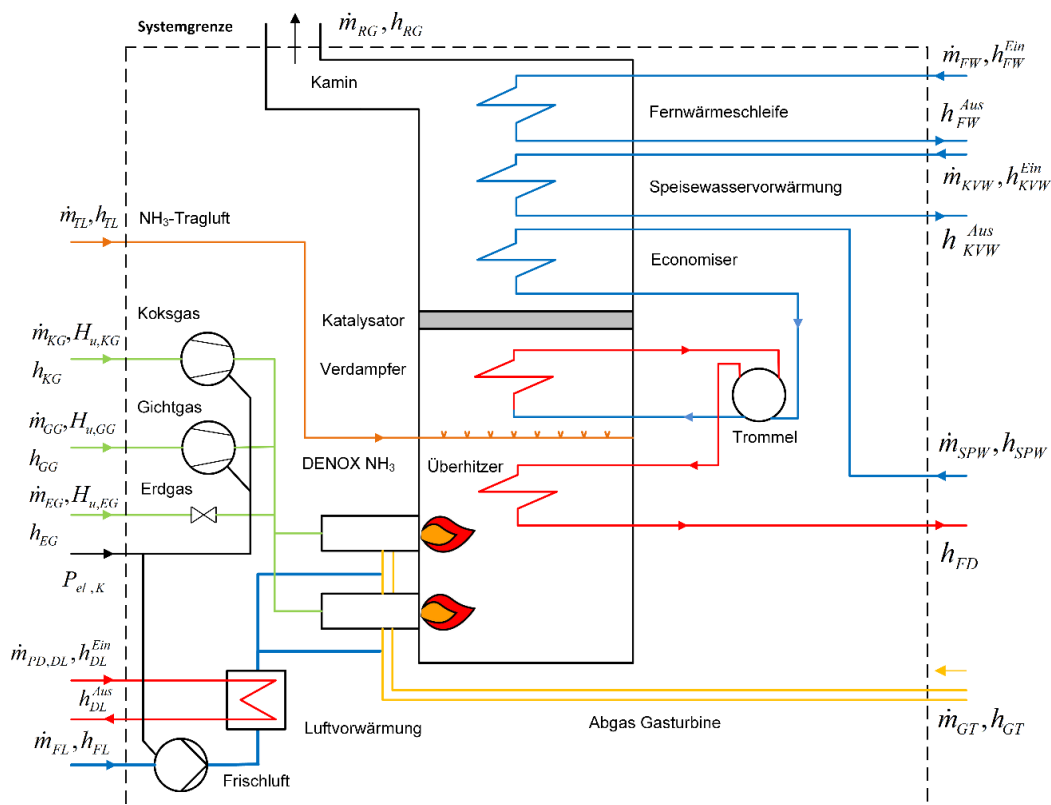 Systemgrenze
ṁ_RG, h_RG
Kamin
ṁ_FW, h_FW^Ein
Fernwärmeschleife
h_FW^Aus
ṁ_KVW, h_KVW^Ein
Speisewasservorwärmung
h_KVW^Aus
ṁ_TL, h_TL
NH₃-Tragluft
Economiser
Koksgas
Katalysator
ṁ_KG, H_u,KG
h_KG
Verdampfer
Gichtgas
Trommel
ṁ_GG, H_u,GG
h_GG
DENOX NH₃
Überhitzer
ṁ_SPW, h_SPW
Erdgas
ṁ_EG, H_u,EG
h_EG
h_FD
P_el,K
ṁ_PD,DL, h_DL^Ein
h_DL^Aus
Luftvorwärmung
Abgas Gasturbine
ṁ_GT, h_GT
ṁ_FL, h_FL
Frischluft